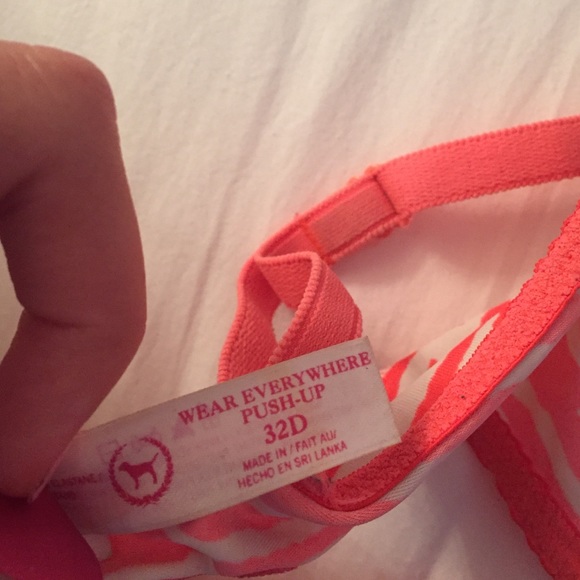 WEAR EVERYWHERE
PUSH-UP
32D
MADE IN / FAIT AU/
HECHO EN SRI LANKA